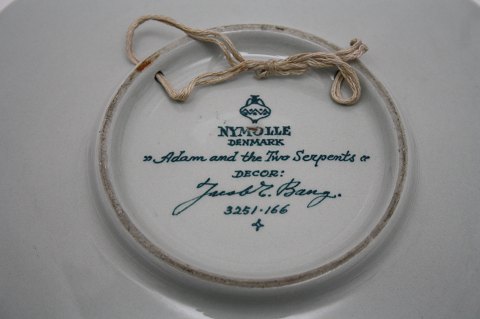 NYMØLLE
DENMARK
» Adam and the Two Serpents «
DECOR:
Jacob E. Bang.
3251·166